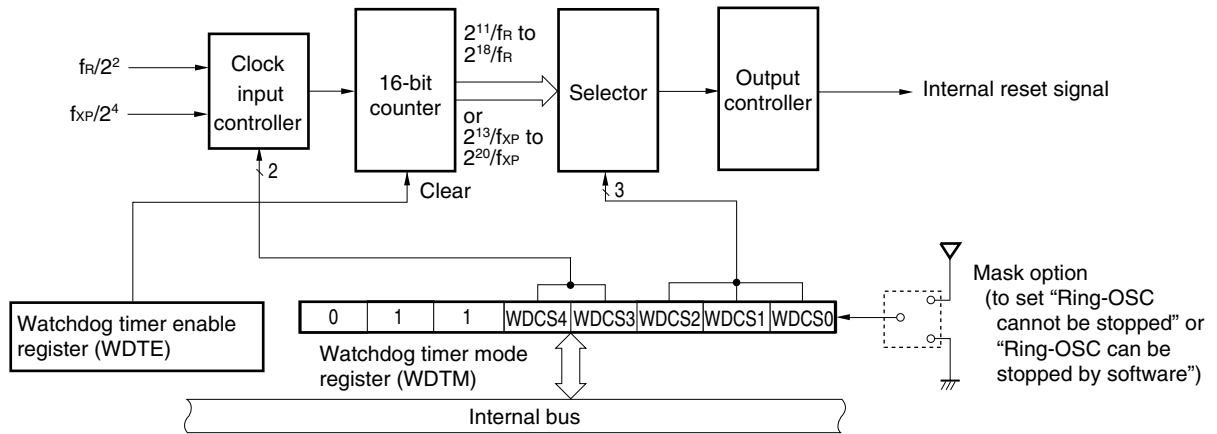 fR/2²
fXP/2⁴
Clock
input
controller
2
16-bit
counter
2¹¹/fR to
2¹⁸/fR
or
2¹³/fXP to
2²⁰/fXP
Clear
Selector
3
Output
controller
Internal reset signal
Watchdog timer enable
register (WDTE)
0 1 1 WDCS4 WDCS3 WDCS2 WDCS1 WDCS0
Watchdog timer mode
register (WDTM)
Mask option
(to set “Ring-OSC
cannot be stopped” or
“Ring-OSC can be
stopped by software”)
Internal bus